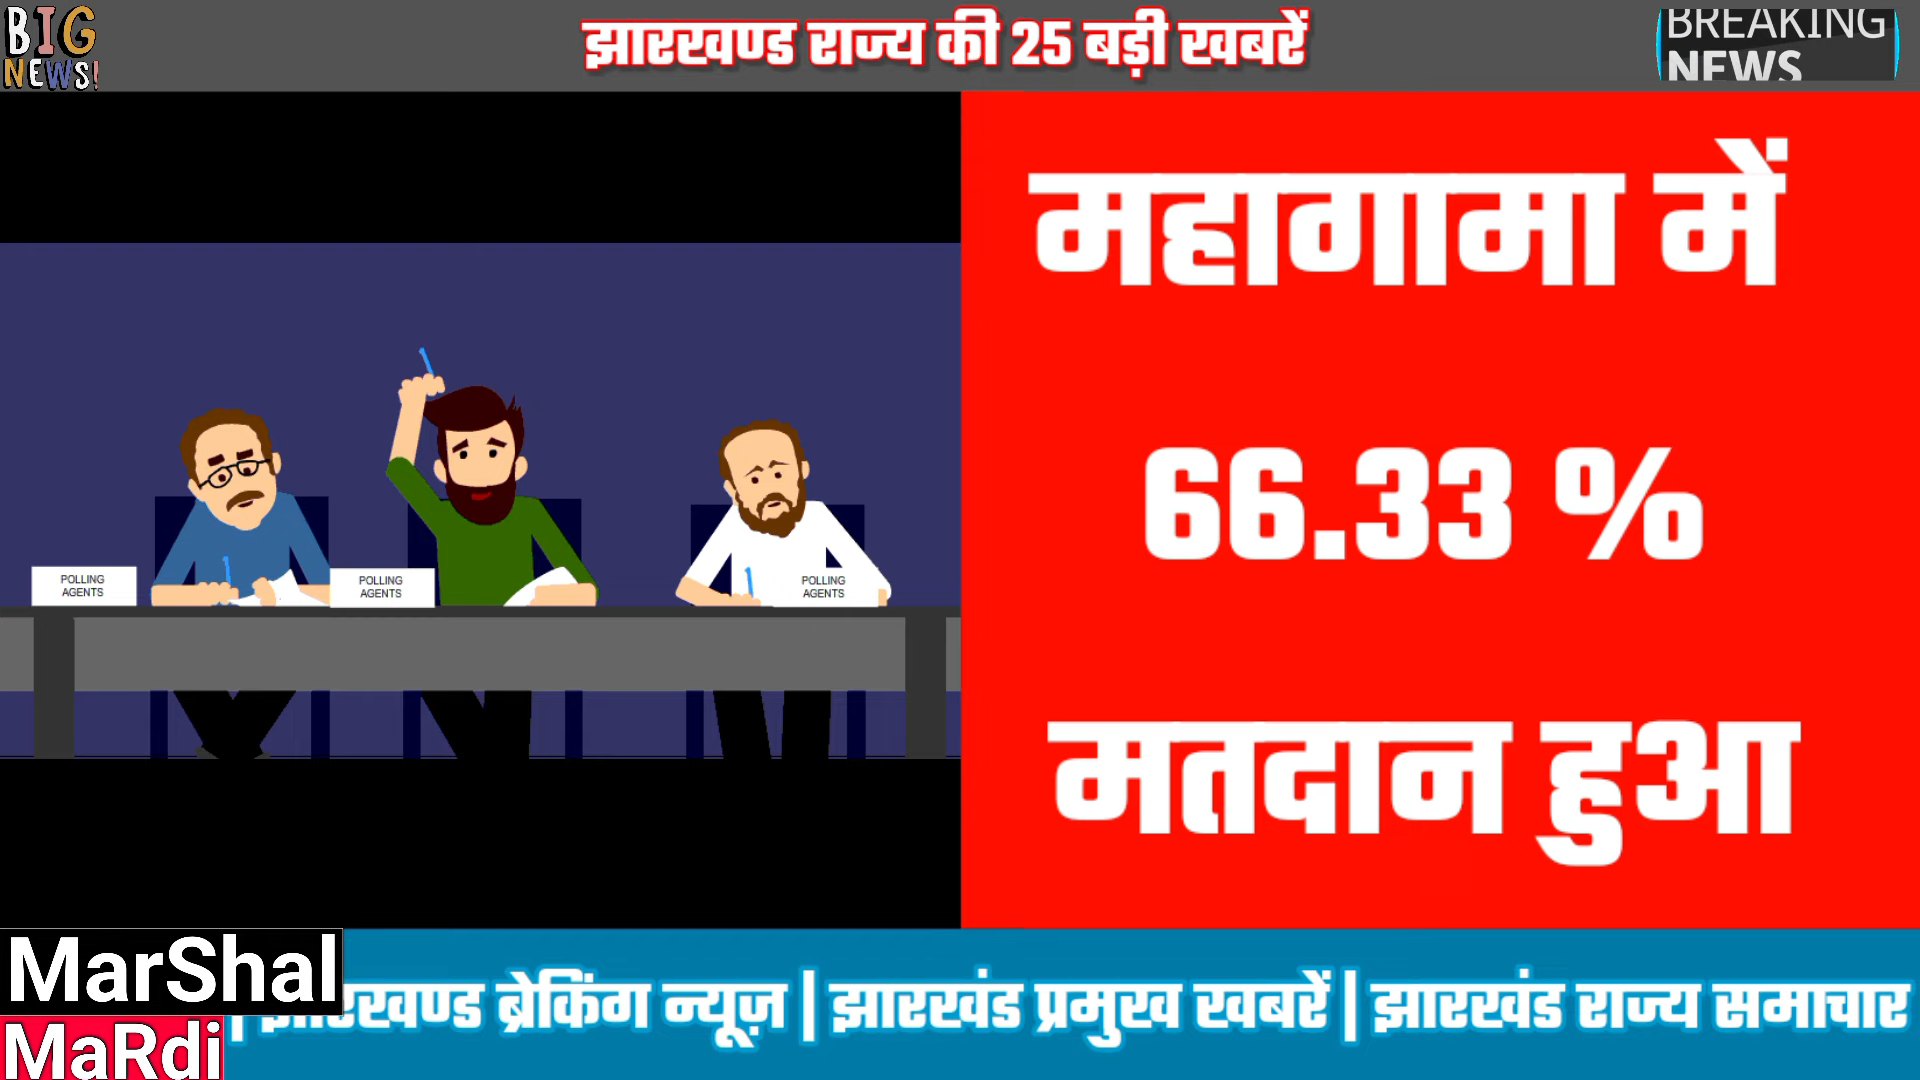 BIG
NEWS!
झारखण्ड राज्य की 25 बड़ी खबरें
BREAKING
NEWS
महागामा में
66.33 %
मतदान हुआ
POLLING
AGENTS
POLLING
AGENTS
POLLING
AGENTS
MarShal
MaRdi
| झारखण्ड ब्रेकिंग न्यूज़ | झारखंड प्रमुख खबरें | झारखंड राज्य समाचार